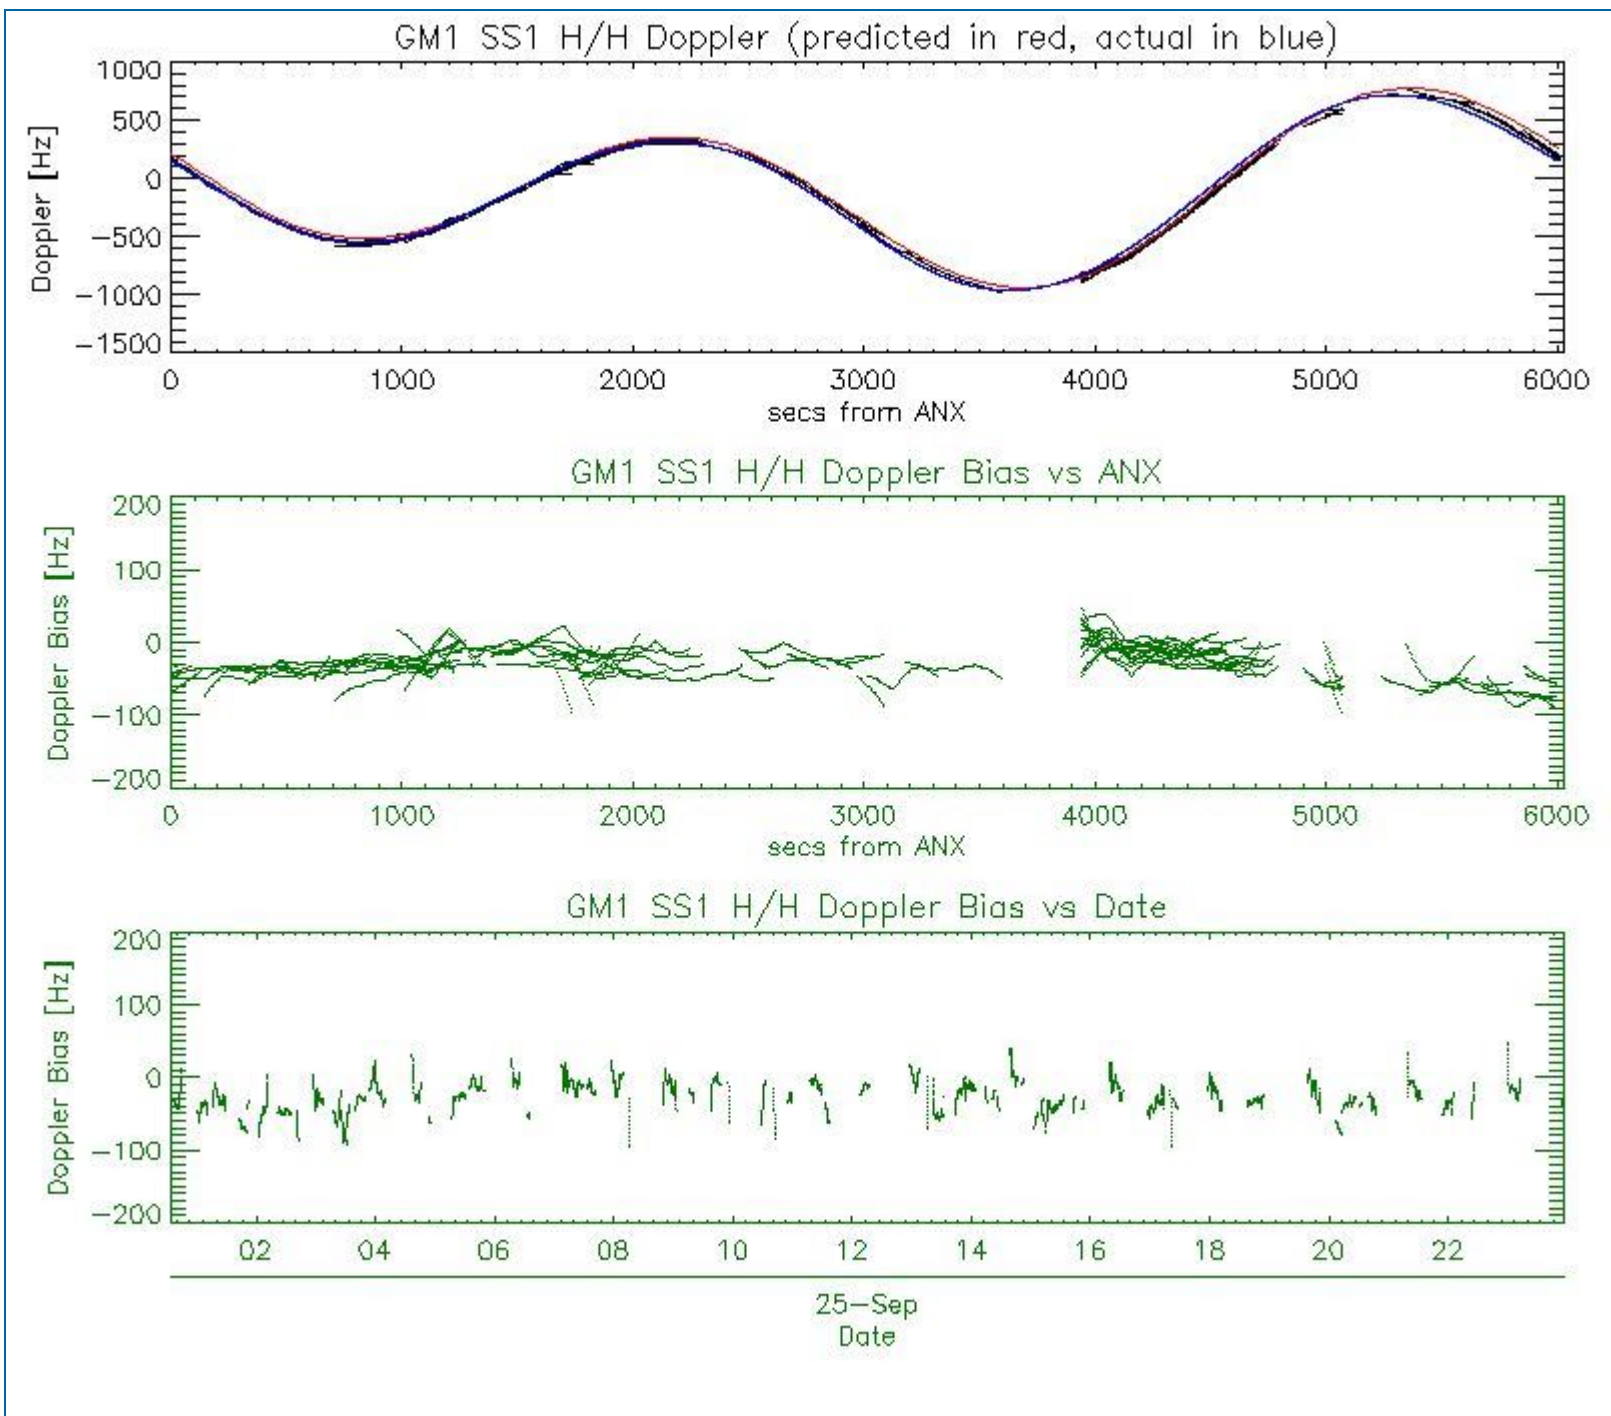 GM1 SS1 H/H Doppler (predicted in red, actual in blue)
1000
500
0
−500
−1000
−1500
Doppler [Hz]
0 1000 2000 3000 4000 5000 6000
secs from ANX
GM1 SS1 H/H Doppler Bias vs ANX
200
100
0
−100
−200
Doppler Bias [Hz]
0 1000 2000 3000 4000 5000 6000
secs from ANX
GM1 SS1 H/H Doppler Bias vs Date
200
100
0
−100
−200
Doppler Bias [Hz]
02 04 06 08 10 12 14 16 18 20 22
25−Sep
Date